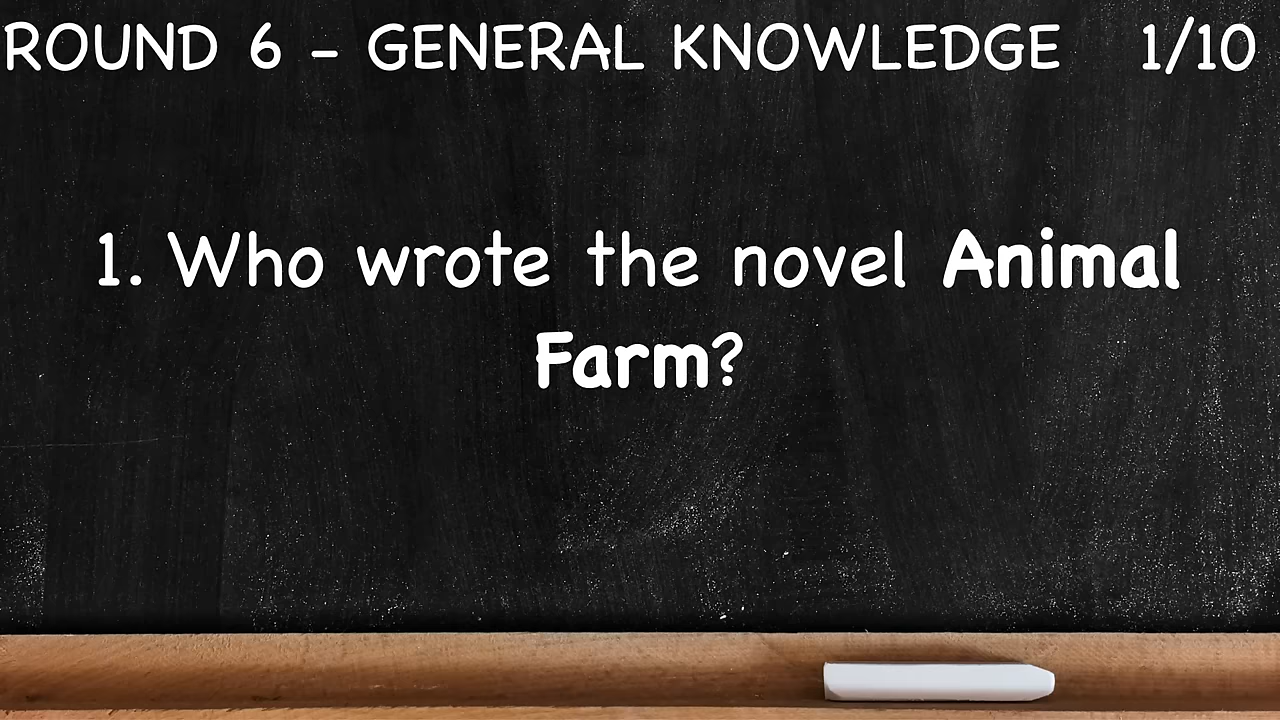 ROUND 6 - GENERAL KNOWLEDGE 1/10
1. Who wrote the novel Animal
Farm?